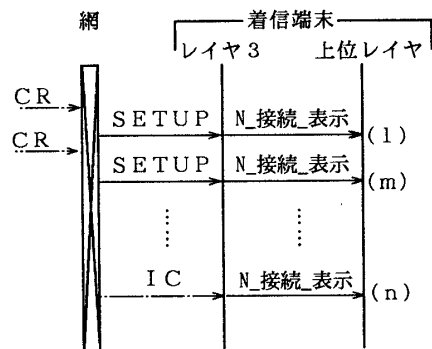 網
着信端末
レイヤ3 上位レイヤ
CR
SETUP N_接続_表示 (l)
CR
SETUP N_接続_表示 (m)
IC N_接続_表示 (n)